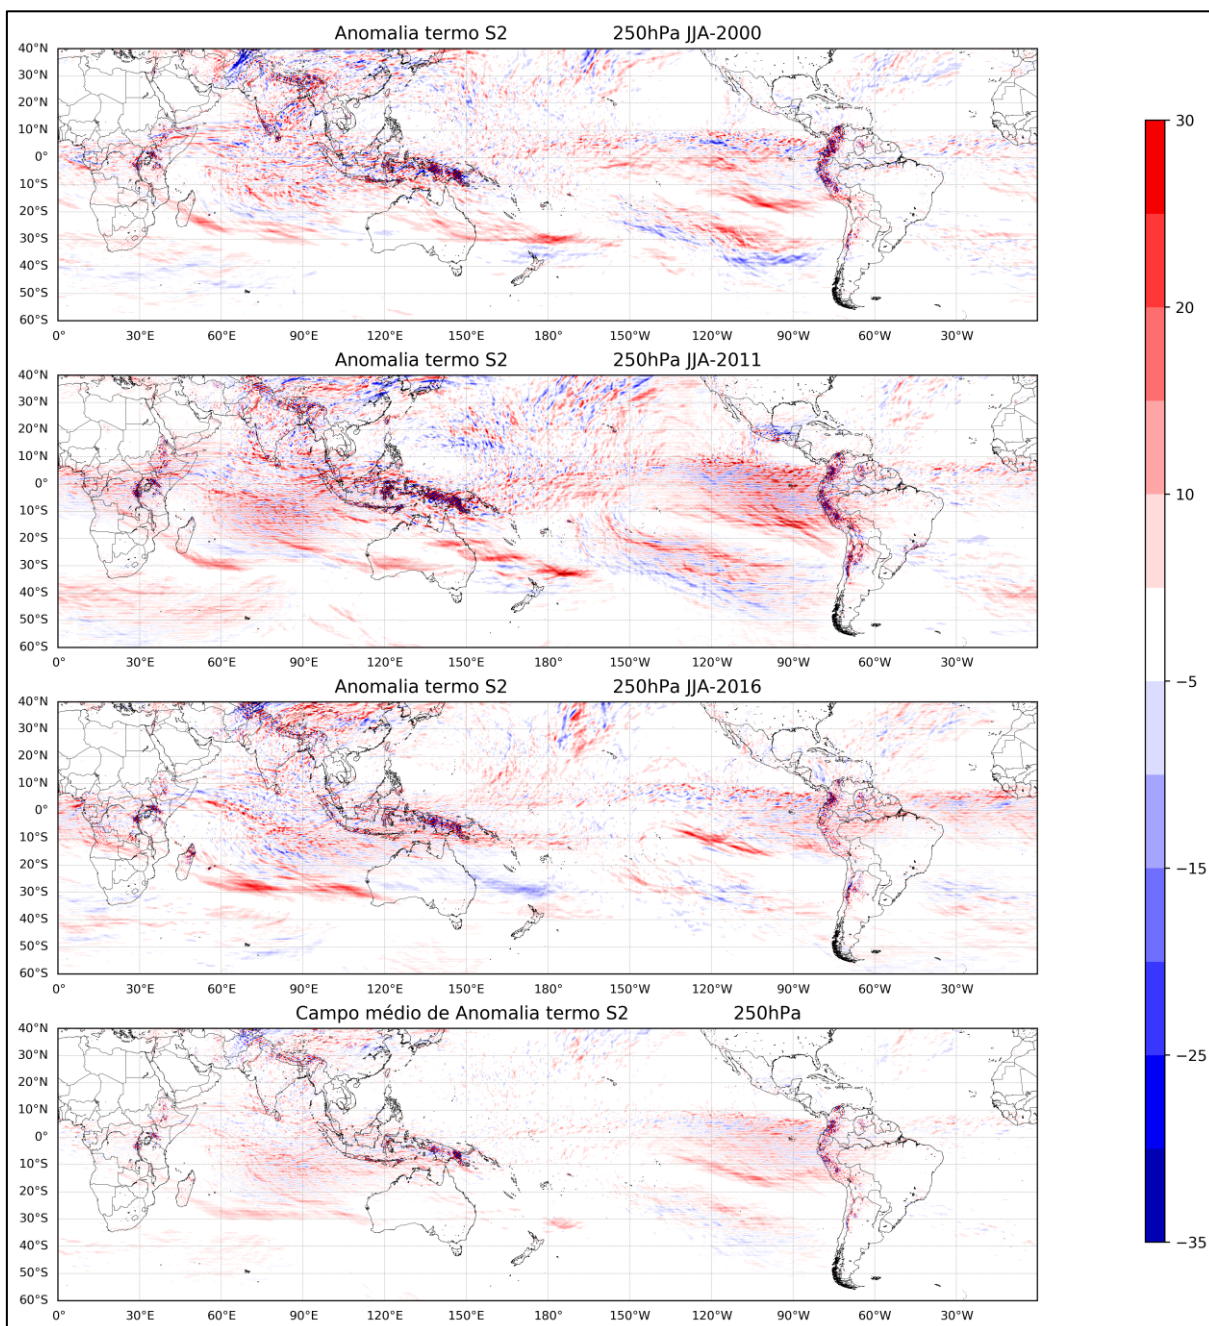 Anomalia termo S2 250hPa JJA-2000
40°N
30°N
20°N
10°N
0°
10°S
20°S
30°S
40°S
50°S
60°S
0° 30°E 60°E 90°E 120°E 150°E 180° 150°W 120°W 90°W 60°W 30°W
Anomalia termo S2 250hPa JJA-2011
40°N
30°N
20°N
10°N
0°
10°S
20°S
30°S
40°S
50°S
60°S
0° 30°E 60°E 90°E 120°E 150°E 180° 150°W 120°W 90°W 60°W 30°W
Anomalia termo S2 250hPa JJA-2016
40°N
30°N
20°N
10°N
0°
10°S
20°S
30°S
40°S
50°S
60°S
0° 30°E 60°E 90°E 120°E 150°E 180° 150°W 120°W 90°W 60°W 30°W
Campo médio de Anomalia termo S2 250hPa
40°N
30°N
20°N
10°N
0°
10°S
20°S
30°S
40°S
50°S
60°S
0° 30°E 60°E 90°E 120°E 150°E 180° 150°W 120°W 90°W 60°W 30°W
30
20
10
−5
−15
−25
−35